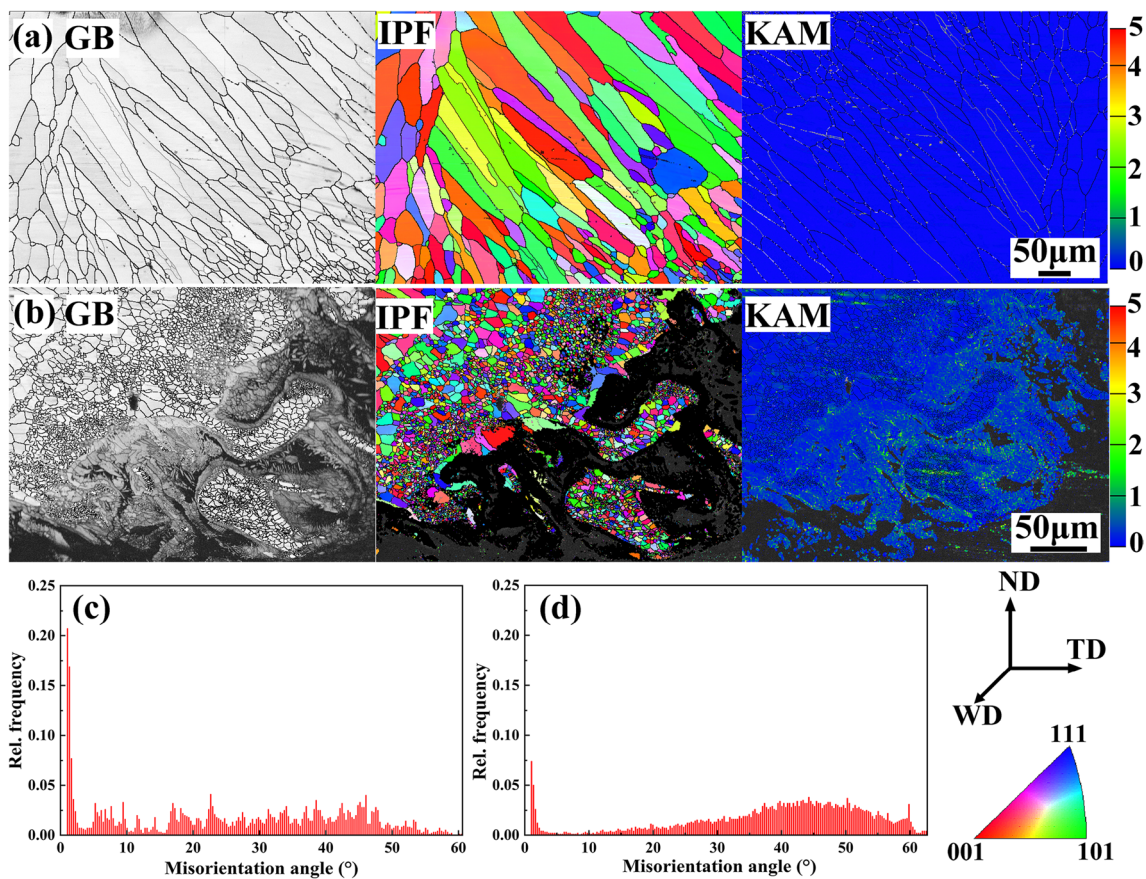 (a) GB IPF KAM
5
4
3
2
1
0
50μm
(b) GB IPF KAM
5
4
3
2
1
0
50μm
(c)
0.25
0.20
0.15
0.10
0.05
0.00
Rel. frequency
0 10 20 30 40 50 60
Misorientation angle (°)
(d)
0.25
0.20
0.15
0.10
0.05
0.00
Rel. frequency
0 10 20 30 40 50 60
Misorientation angle (°)
ND
TD
WD
111
001 101